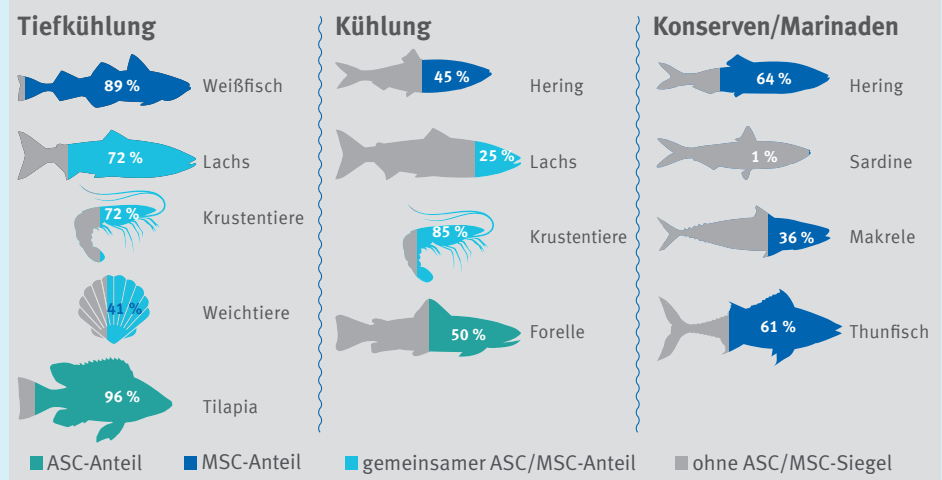 Tiefkühlung
89 %
Weißfisch
72 %
Lachs
72 %
Krustentiere
41 %
Weichtiere
96 %
Tilapia
Kühlung
45 %
Hering
25 %
Lachs
85 %
Krustentiere
50 %
Forelle
Konserven/Marinaden
64 %
Hering
1 %
Sardine
36 %
Makrele
61 %
Thunfisch
ASC-Anteil
MSC-Anteil
gemeinsamer ASC/MSC-Anteil
ohne ASC/MSC-Siegel